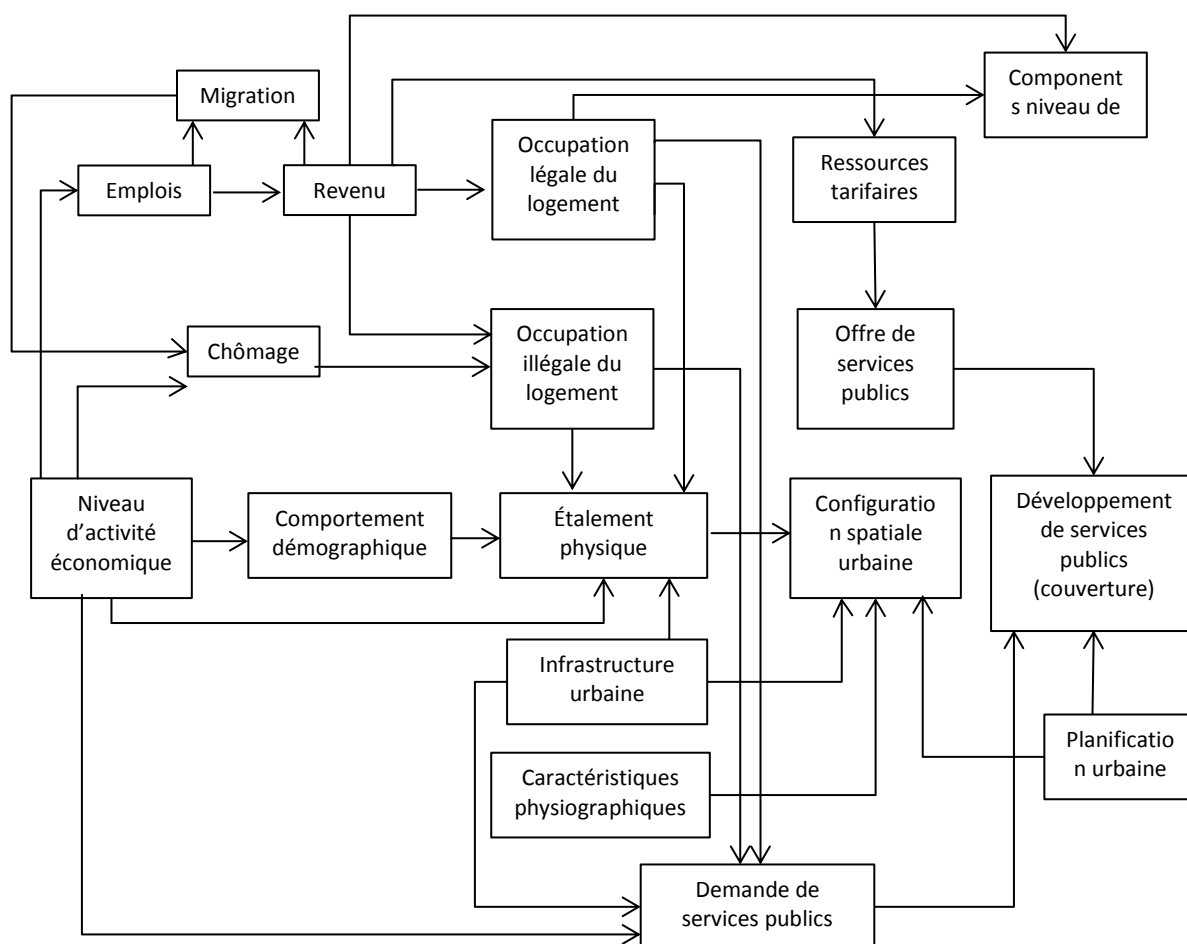 Component
s niveau de
Migration
Occupation
légale du
logement
Ressources
tarifaires
Emplois
Revenu
Offre de
services
publics
Chômage
Occupation
illégale du
logement
Niveau
d’activité
économique
Comportement
démographique
Étalement
physique
Configuratio
n spatiale
urbaine
Développement
de services
publics
(couverture)
Infrastructure
urbaine
Planificatio
n urbaine
Caractéristiques
physiographiques
Demande de
services publics